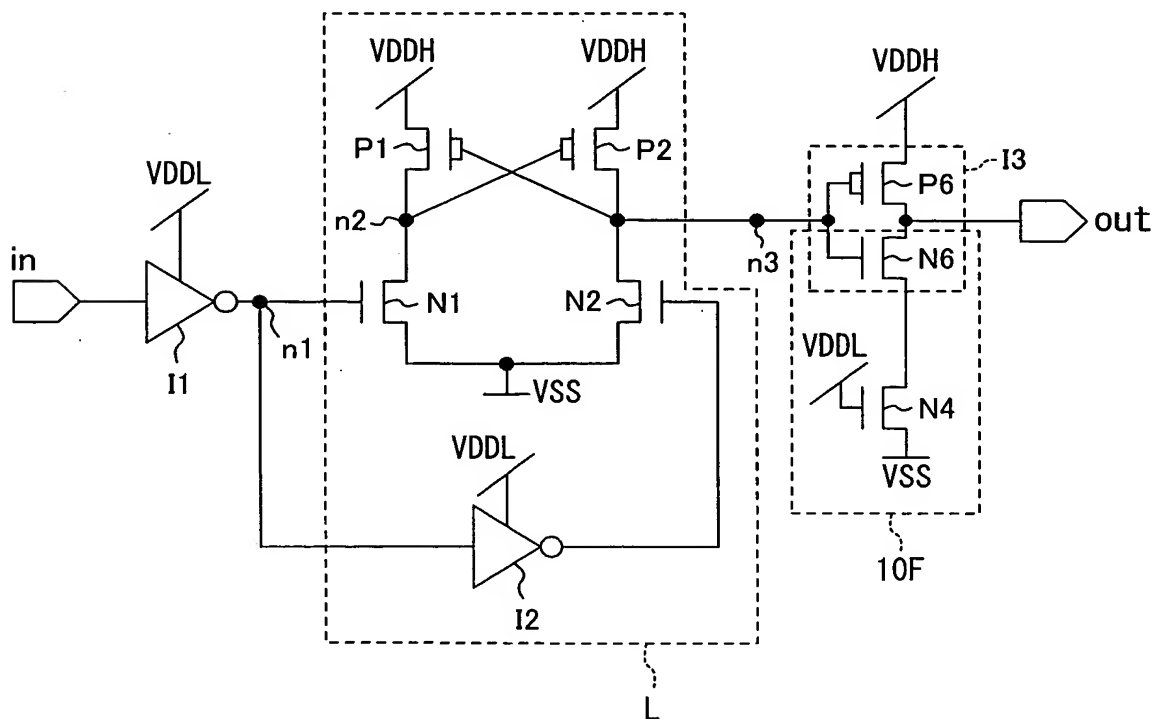 VDDH
VDDH
VDDH
P1
P2
I3
P6
VDDL
n2
in
n3
N6
out
n1
N1
N2
VDDL
I1
VSS
N4
VDDL
VSS
I2
10F
L